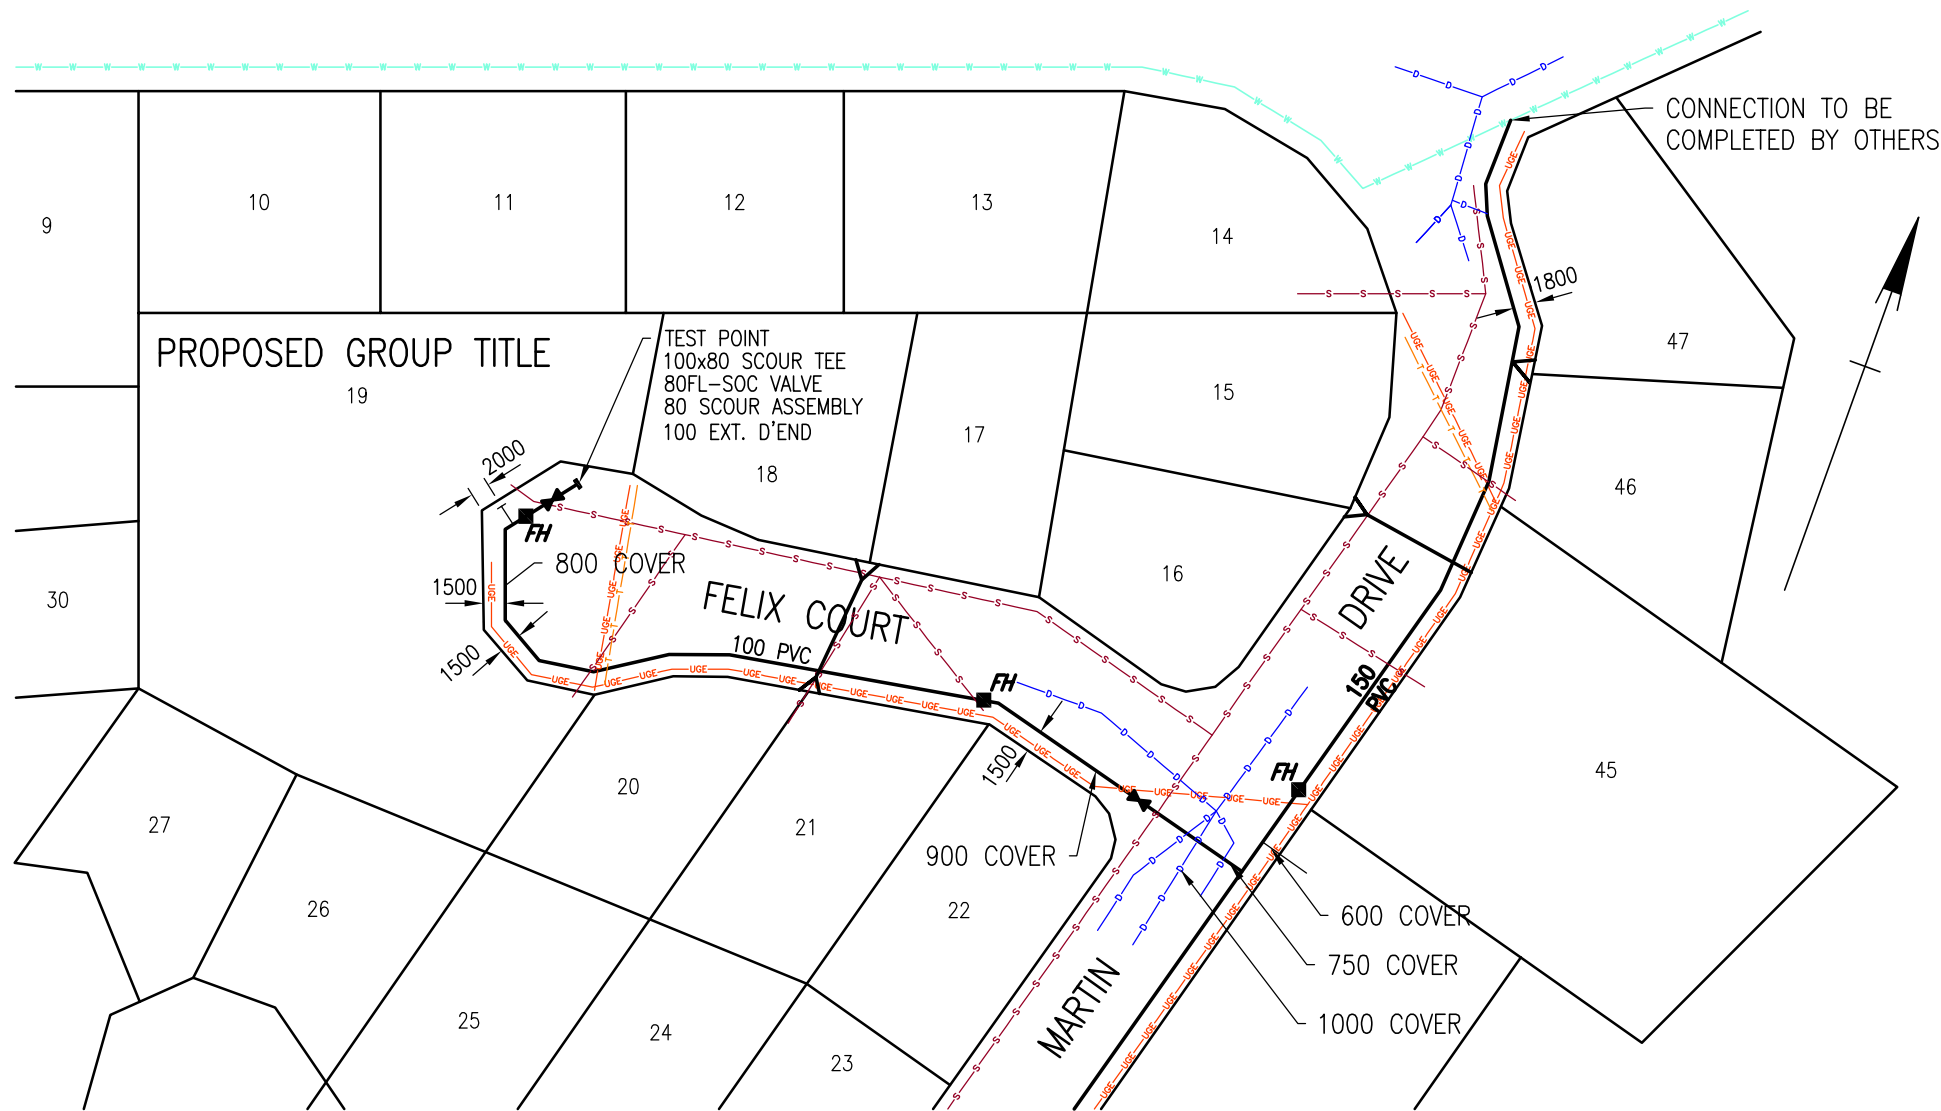 CONNECTION TO BE
COMPLETED BY OTHERS
9
10
11
12
13
14
1800
47
PROPOSED GROUP TITLE
19
TEST POINT
100x80 SCOUR TEE
80FL-SOC VALVE
80 SCOUR ASSEMBLY
100 EXT. D'END
15
17
18
2000
46
FH
800 COVER
1500
30
16
FELIX COURT
DRIVE
100 PVC
1500
FH
150
PVC
1500
FH
45
20
21
27
900 COVER
22
26
600 COVER
750 COVER
1000 COVER
MARTIN
25
24
23